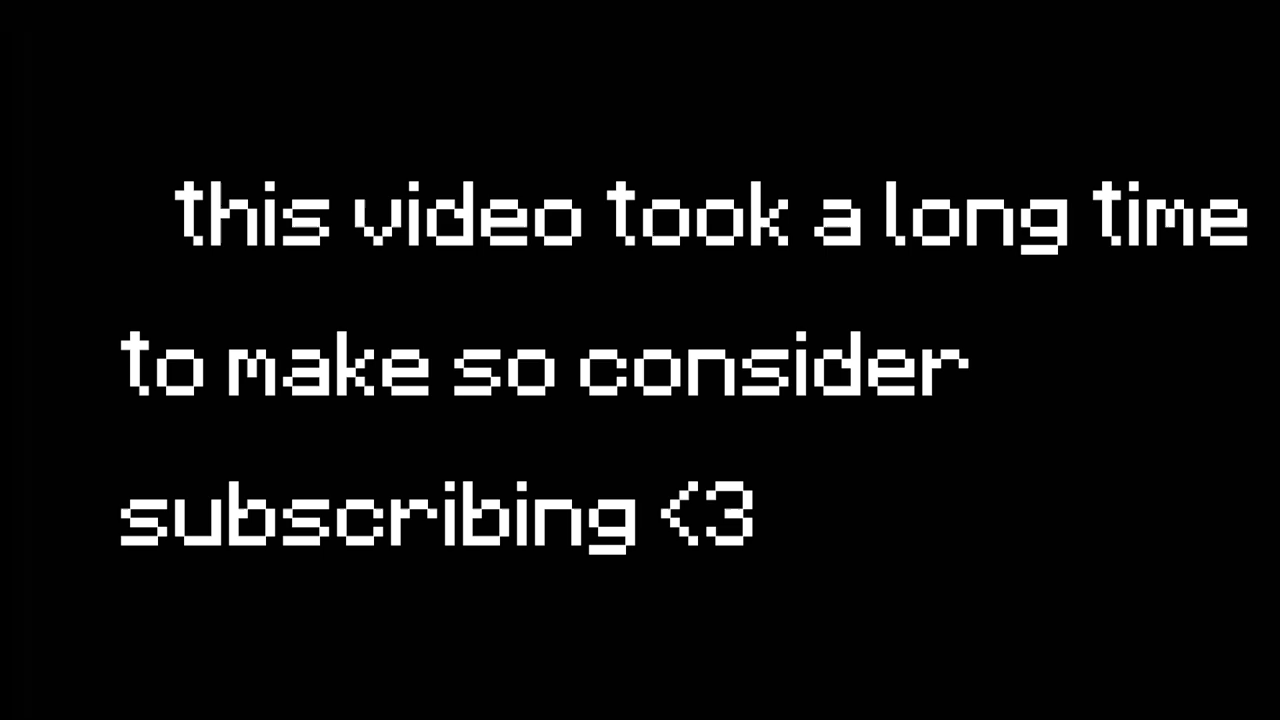 this video took a long time
to make so consider
subscribing <3